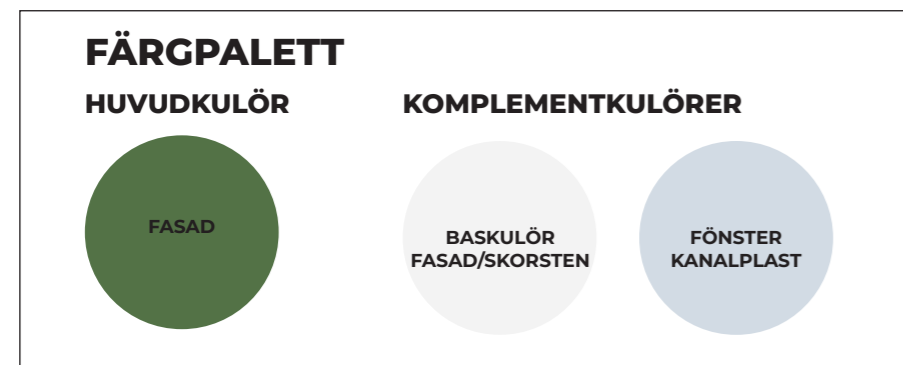 FÄRGPALETT
HUVUDKULÖR
FASAD
KOMPLEMENTKULÖRER
BASKULÖR
FASAD/SKORSTEN
FÖNSTER
KANALPLAST